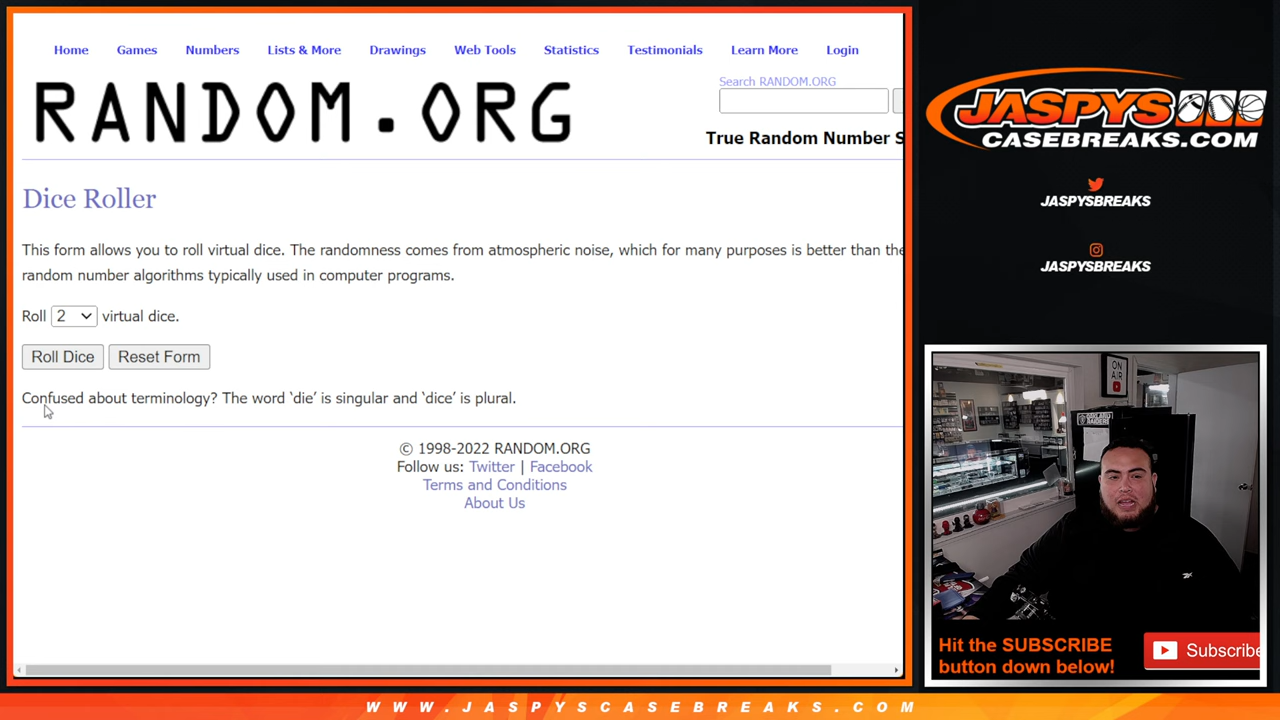 Home Games Numbers Lists & More Drawings Web Tools Statistics Testimonials Learn More Login
Search RANDOM.ORG
RANDOM.ORG
True Random Number S
Dice Roller
This form allows you to roll virtual dice. The randomness comes from atmospheric noise, which for many purposes is better than the
random number algorithms typically used in computer programs.
Roll 2 virtual dice.
Roll Dice Reset Form
Confused about terminology? The word ‘die’ is singular and ‘dice’ is plural.
© 1998-2022 RANDOM.ORG
Follow us: Twitter | Facebook
Terms and Conditions
About Us
JASPYS
CASEBREAKS.COM
JASPYSBREAKS
JASPYSBREAKS
ON
AIR
Hit the SUBSCRIBE
button down below!
Subscribe
WWW.JASPYSCASEBREAKS.COM